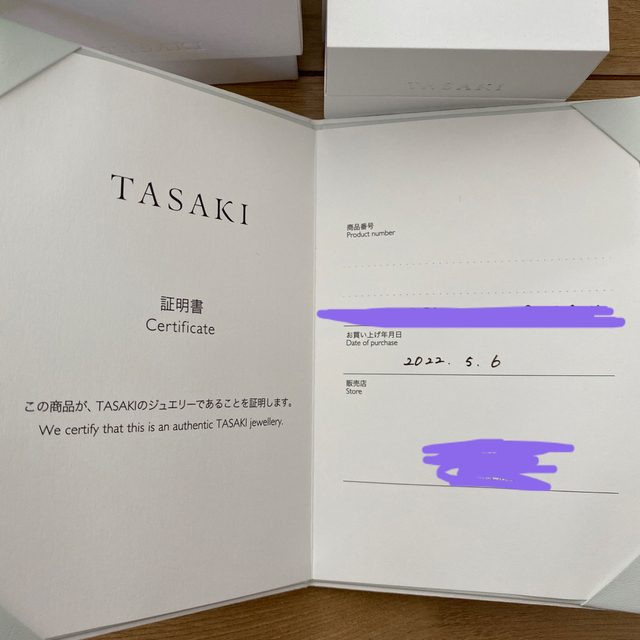 TASAKI
TASAKI
TASAKI
証明書
Certificate
この商品が、TASAKIのジュエリーであることを証明します。
We certify that this is an authentic TASAKI jewellery.
商品番号
Product number
お買い上げ年月日
Date of purchase
2022. 5. 6
販売店
Store